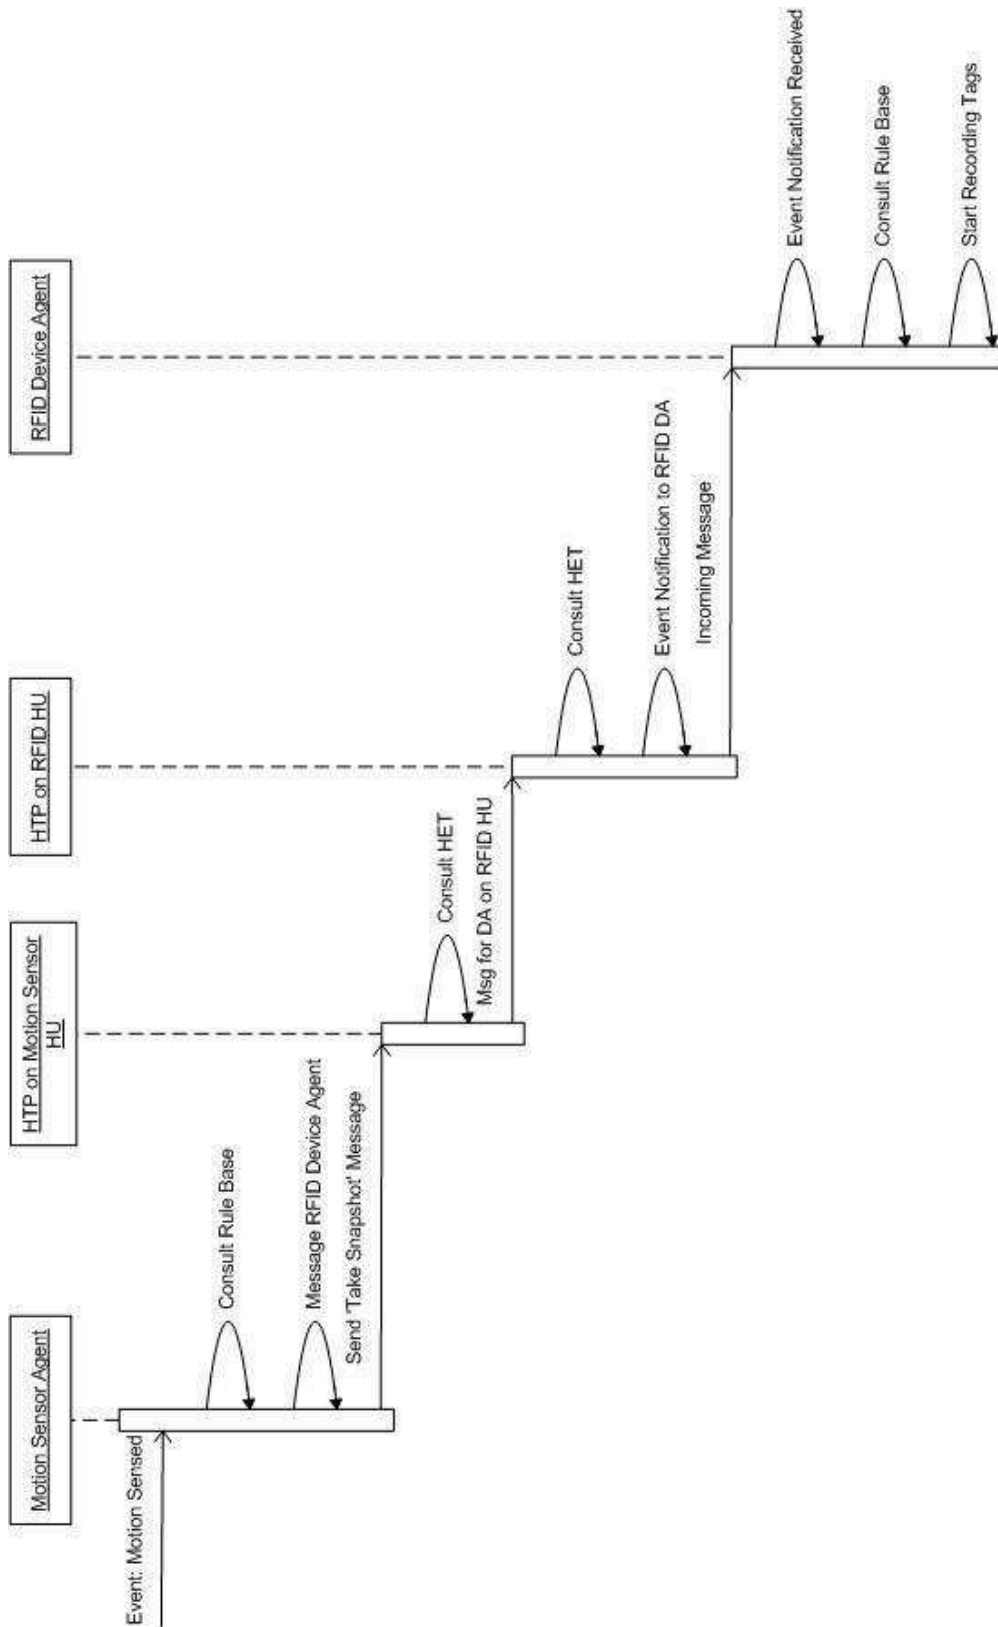 Motion Sensor Agent
HTP on Motion Sensor
HU
HTP on RFID HU
RFID Device Agent
Event: Motion Sensed
Consult Rule Base
Message RFID Device Agent
Send 'Take Snapshot' Message
Consult HET
Msg for DA on RFID HU
Consult HET
Event Notification to RFID DA
Incoming Message
Event Notification Received
Consult Rule Base
Start Recording Tags